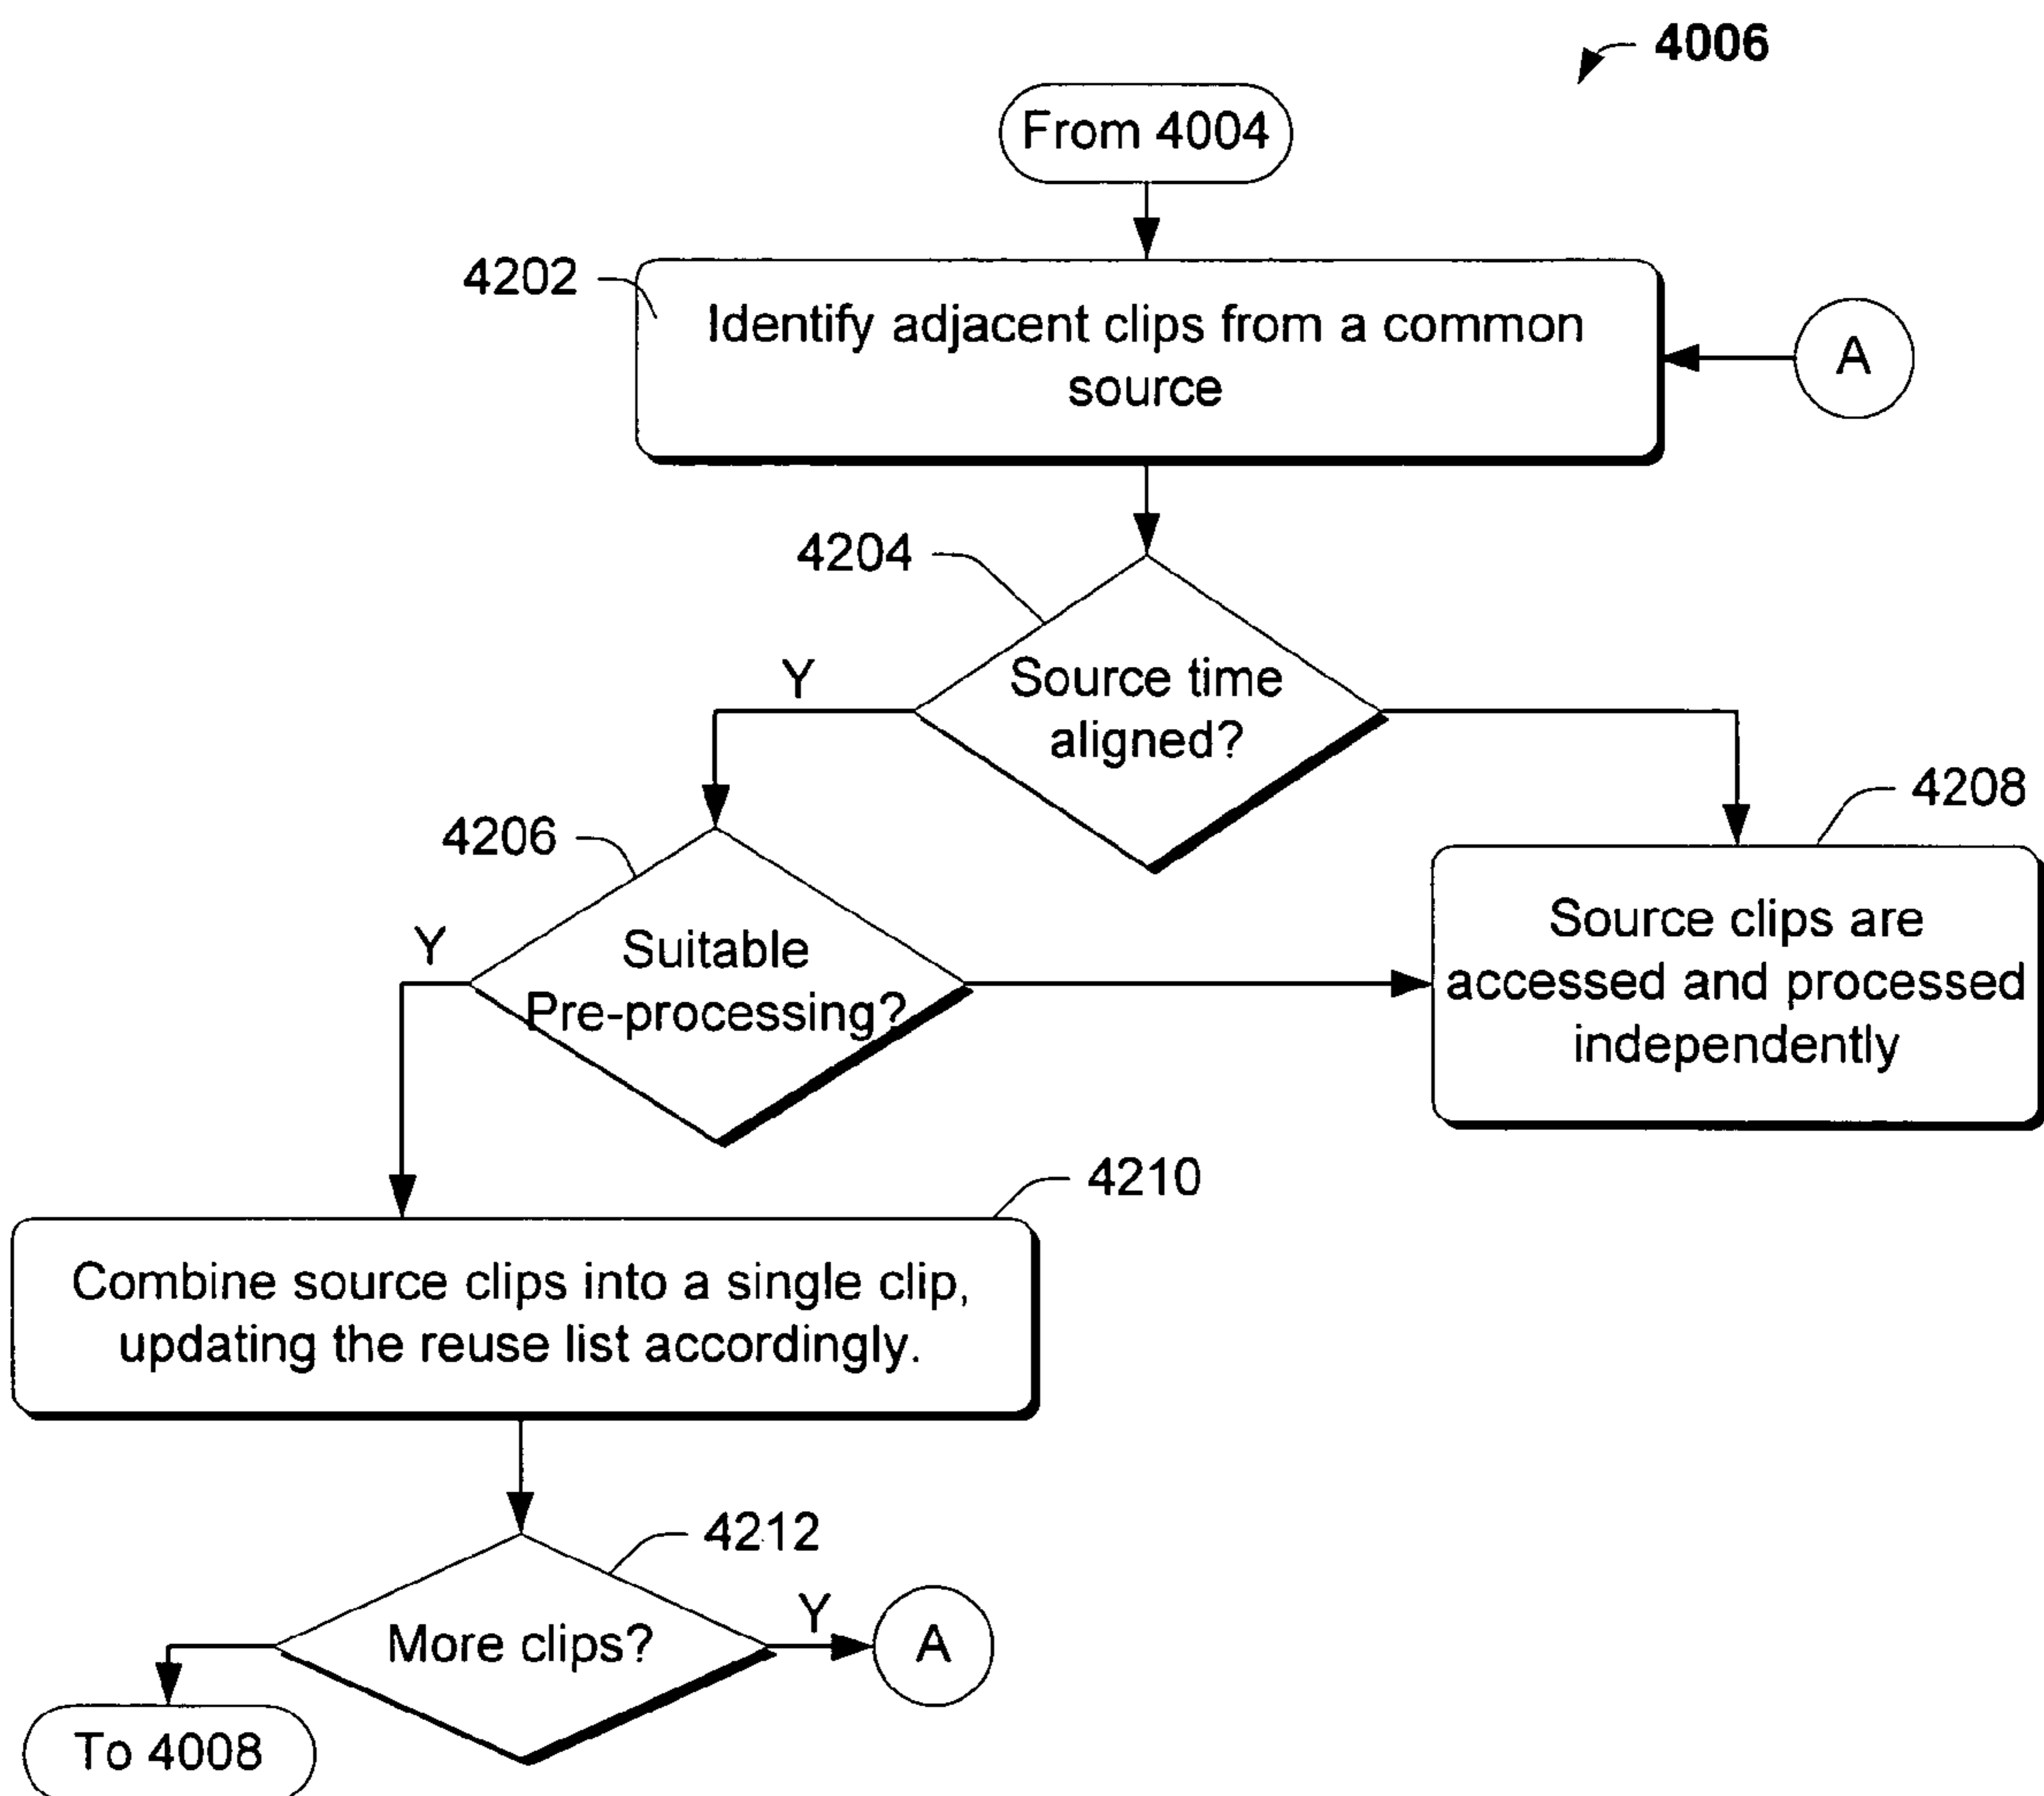 4006
From 4004
4202
Identify adjacent clips from a common
source
A
4204
Y
Source time
aligned?
4208
4206
Y
Suitable
Pre-processing?
Source clips are
accessed and processed
independently
4210
Combine source clips into a single clip,
updating the reuse list accordingly.
4212
More clips?
Y
A
To 4008